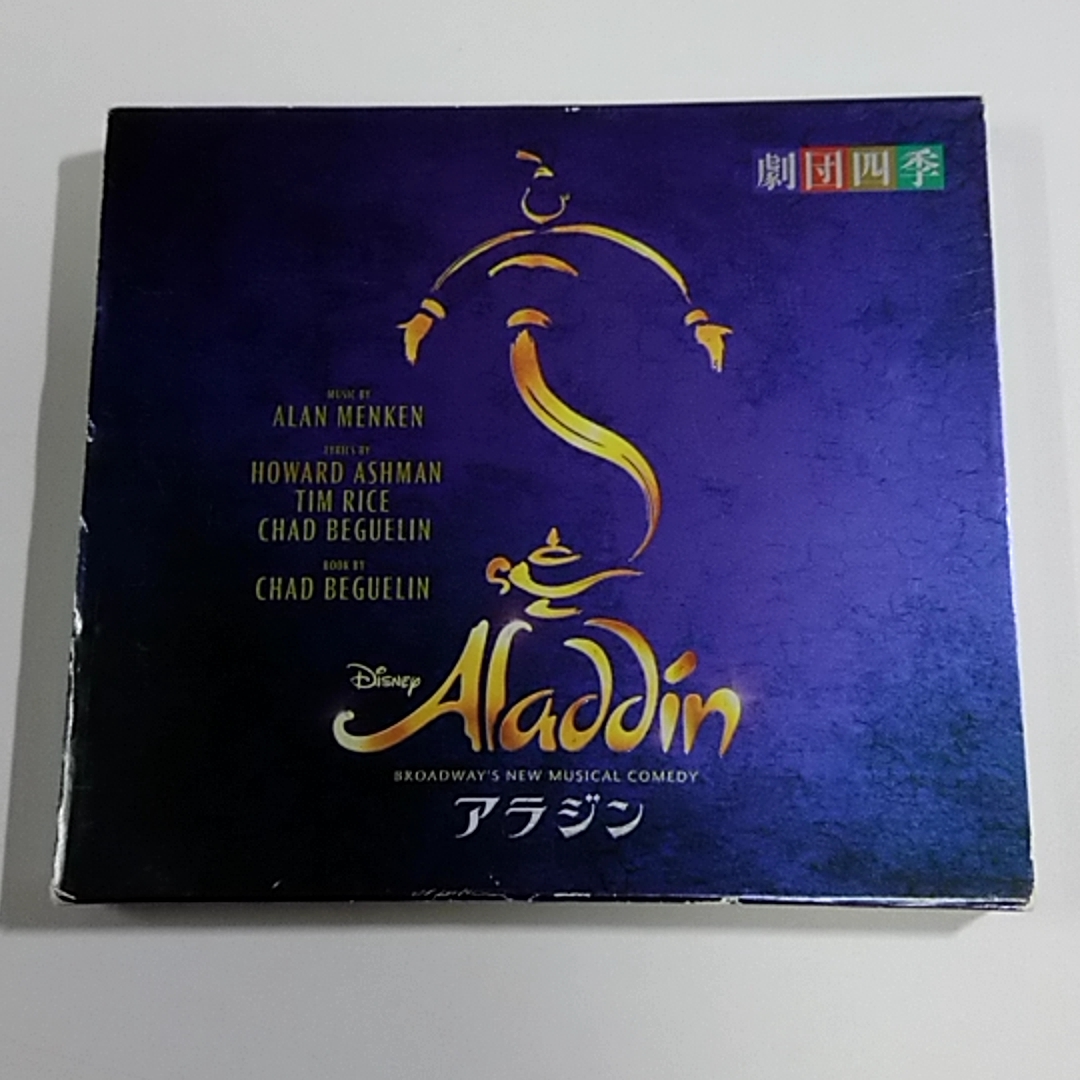 劇団四季
MUSIC BY
ALAN MENKEN
LYRICS BY
HOWARD ASHMAN
TIM RICE
CHAD BEGUELIN
BOOK BY
CHAD BEGUELIN
Disney
Aladdin
BROADWAY'S NEW MUSICAL COMEDY
アラジン